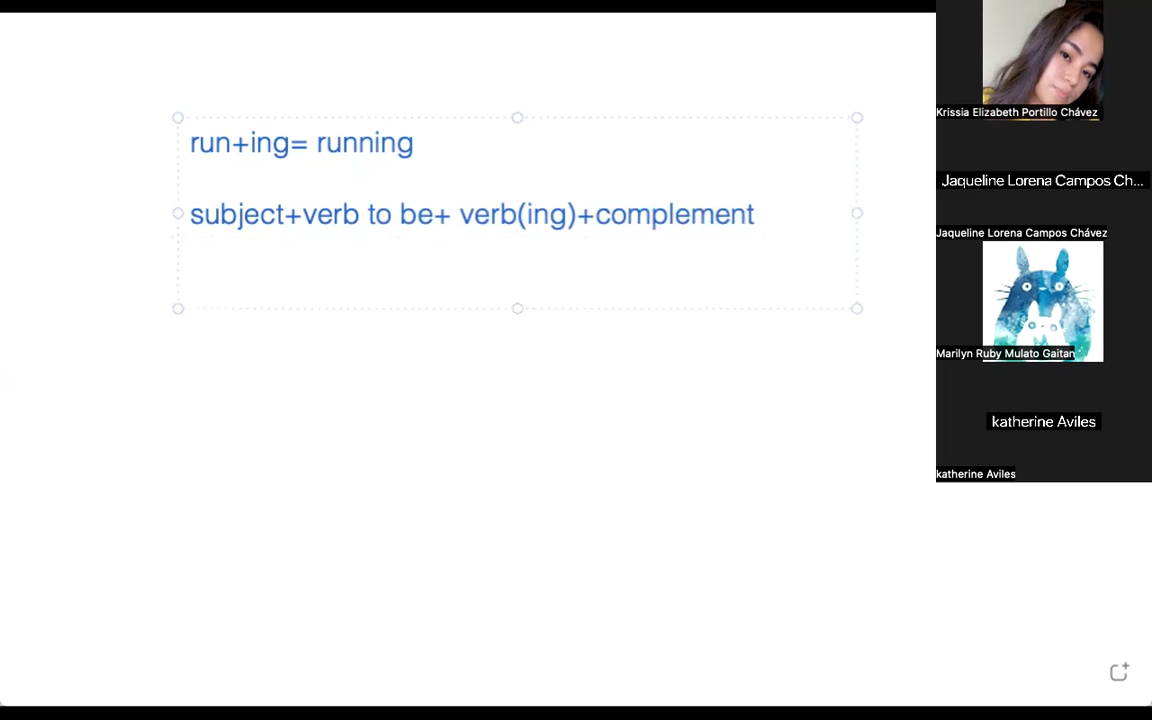 run+ing= running
subject+verb to be+ verb(ing)+complement
Krissia Elizabeth Portillo Chávez
Jaqueline Lorena Campos Ch...
Jaqueline Lorena Campos Chávez
Marilyn Ruby Mulato Gaitan
katherine Aviles
katherine Aviles